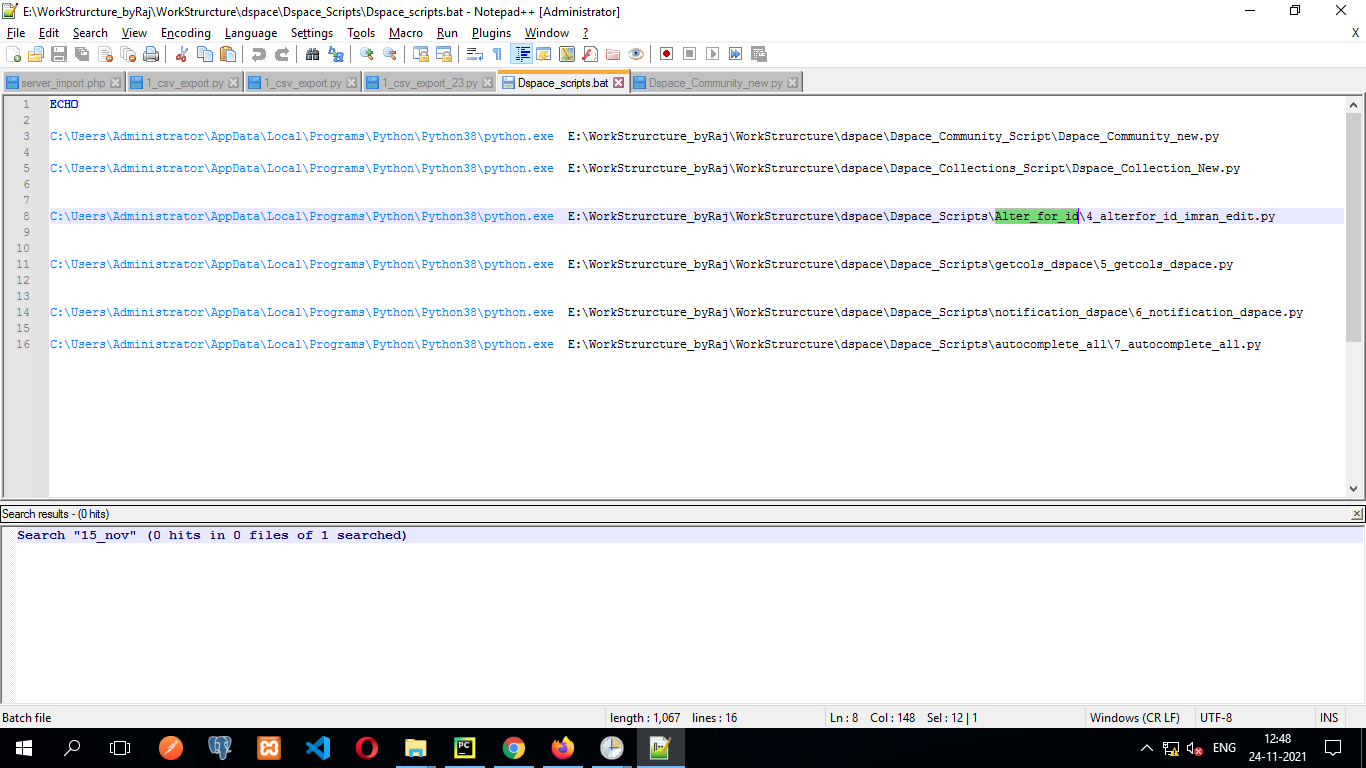 E:\WorkStrurcture_byRaj\WorkStrurcture\dspace\Dspace_Scripts\Dspace_scripts.bat - Notepad++ [Administrator]
File Edit Search View Encoding Language Settings Tools Macro Run Plugins Window ? X
server_import.php 1_csv_export.py 1_csv_export.py 1_csv_export_23.py Dspace_scripts.bat Dspace_Community_new.py
1 ECHO
2
3 C:\Users\Administrator\AppData\Local\Programs\Python\Python38\python.exe E:\WorkStrurcture_byRaj\WorkStrurcture\dspace\Dspace_Community_Script\Dspace_Community_new.py
4
5 C:\Users\Administrator\AppData\Local\Programs\Python\Python38\python.exe E:\WorkStrurcture_byRaj\WorkStrurcture\dspace\Dspace_Collections_Script\Dspace_Collection_New.py
6
7
8 C:\Users\Administrator\AppData\Local\Programs\Python\Python38\python.exe E:\WorkStrurcture_byRaj\WorkStrurcture\dspace\Dspace_Scripts\Alter_for_id\4_alterfor_id_imran_edit.py
9
10
11 C:\Users\Administrator\AppData\Local\Programs\Python\Python38\python.exe E:\WorkStrurcture_byRaj\WorkStrurcture\dspace\Dspace_Scripts\getcols_dspace\5_getcols_dspace.py
12
13
14 C:\Users\Administrator\AppData\Local\Programs\Python\Python38\python.exe E:\WorkStrurcture_byRaj\WorkStrurcture\dspace\Dspace_Scripts\notification_dspace\6_notification_dspace.py
15
16 C:\Users\Administrator\AppData\Local\Programs\Python\Python38\python.exe E:\WorkStrurcture_byRaj\WorkStrurcture\dspace\Dspace_Scripts\autocomplete_all\7_autocomplete_all.py
Search results - (0 hits)
Search "15_nov" (0 hits in 0 files of 1 searched)
Batch file length : 1,067 lines : 16 Ln : 8 Col : 148 Sel : 12 | 1 Windows (CR LF) UTF-8 INS
PC ENG 12:48
24-11-2021